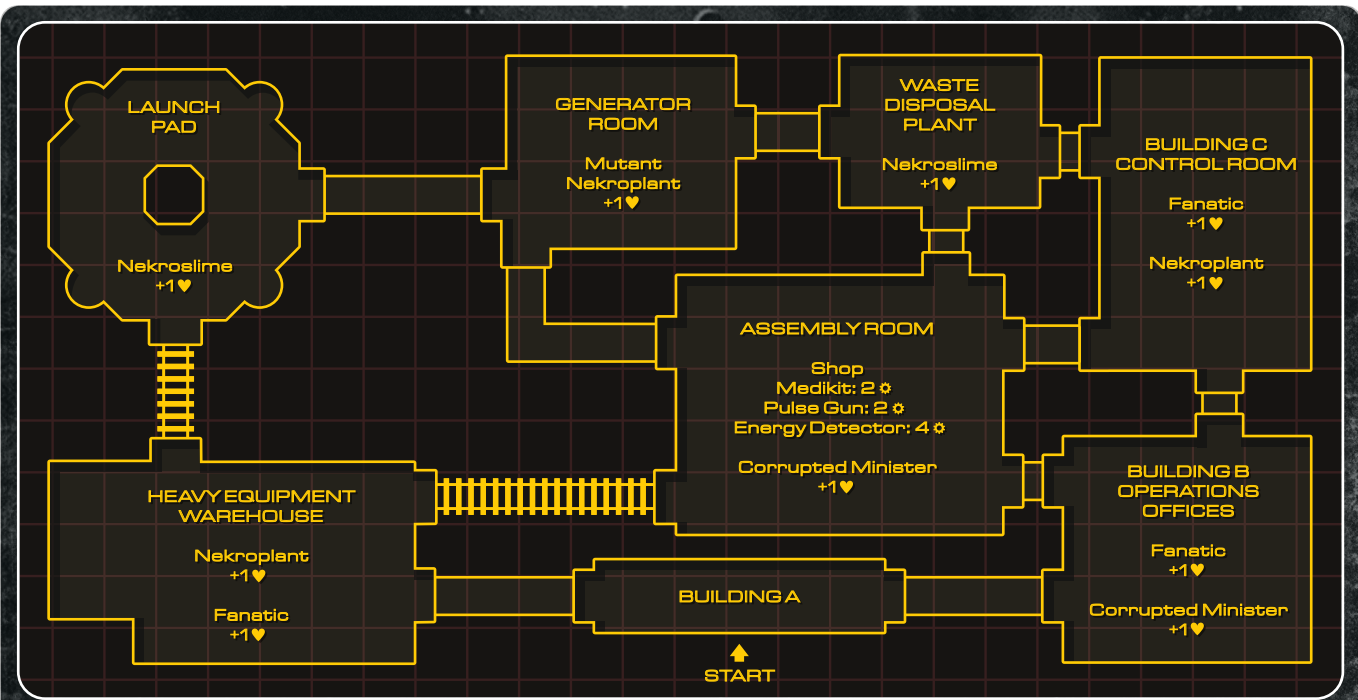 LAUNCH
PAD
Nekroslime
+1♥
GENERATOR
ROOM
Mutant
Nekroplant
+1♥
WASTE
DISPOSAL
PLANT
Nekroslime
+1♥
BUILDING C
CONTROL ROOM
Fanatic
+1♥
Nekroplant
+1♥
ASSEMBLY ROOM
Shop
Medikit: 2 ⚙
Pulse Gun: 2 ⚙
Energy Detector: 4 ⚙
Corrupted Minister
+1♥
HEAVY EQUIPMENT
WAREHOUSE
Nekroplant
+1♥
Fanatic
+1♥
BUILDING A
START
BUILDING B
OPERATIONS
OFFICES
Fanatic
+1♥
Corrupted Minister
+1♥